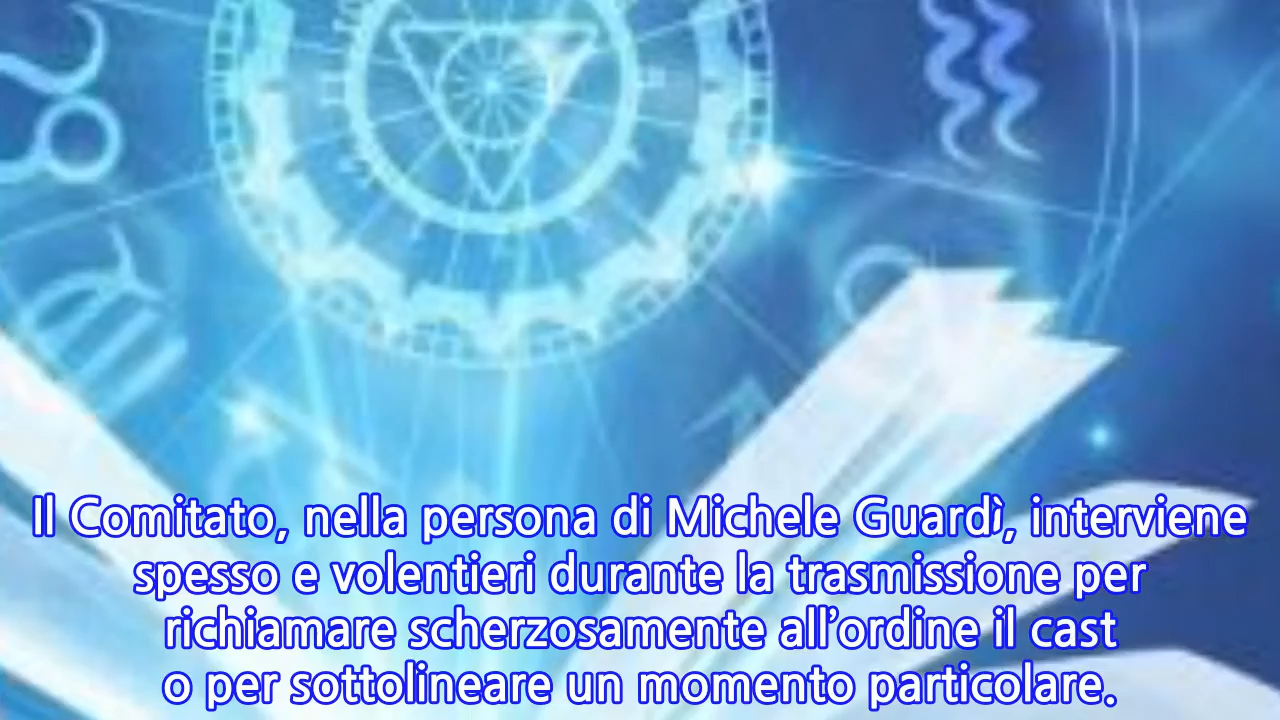 Il Comitato, nella persona di Michele Guardì, interviene
spesso e volentieri durante la trasmissione per
richiamare scherzosamente all’ordine il cast
o per sottolineare un momento particolare.